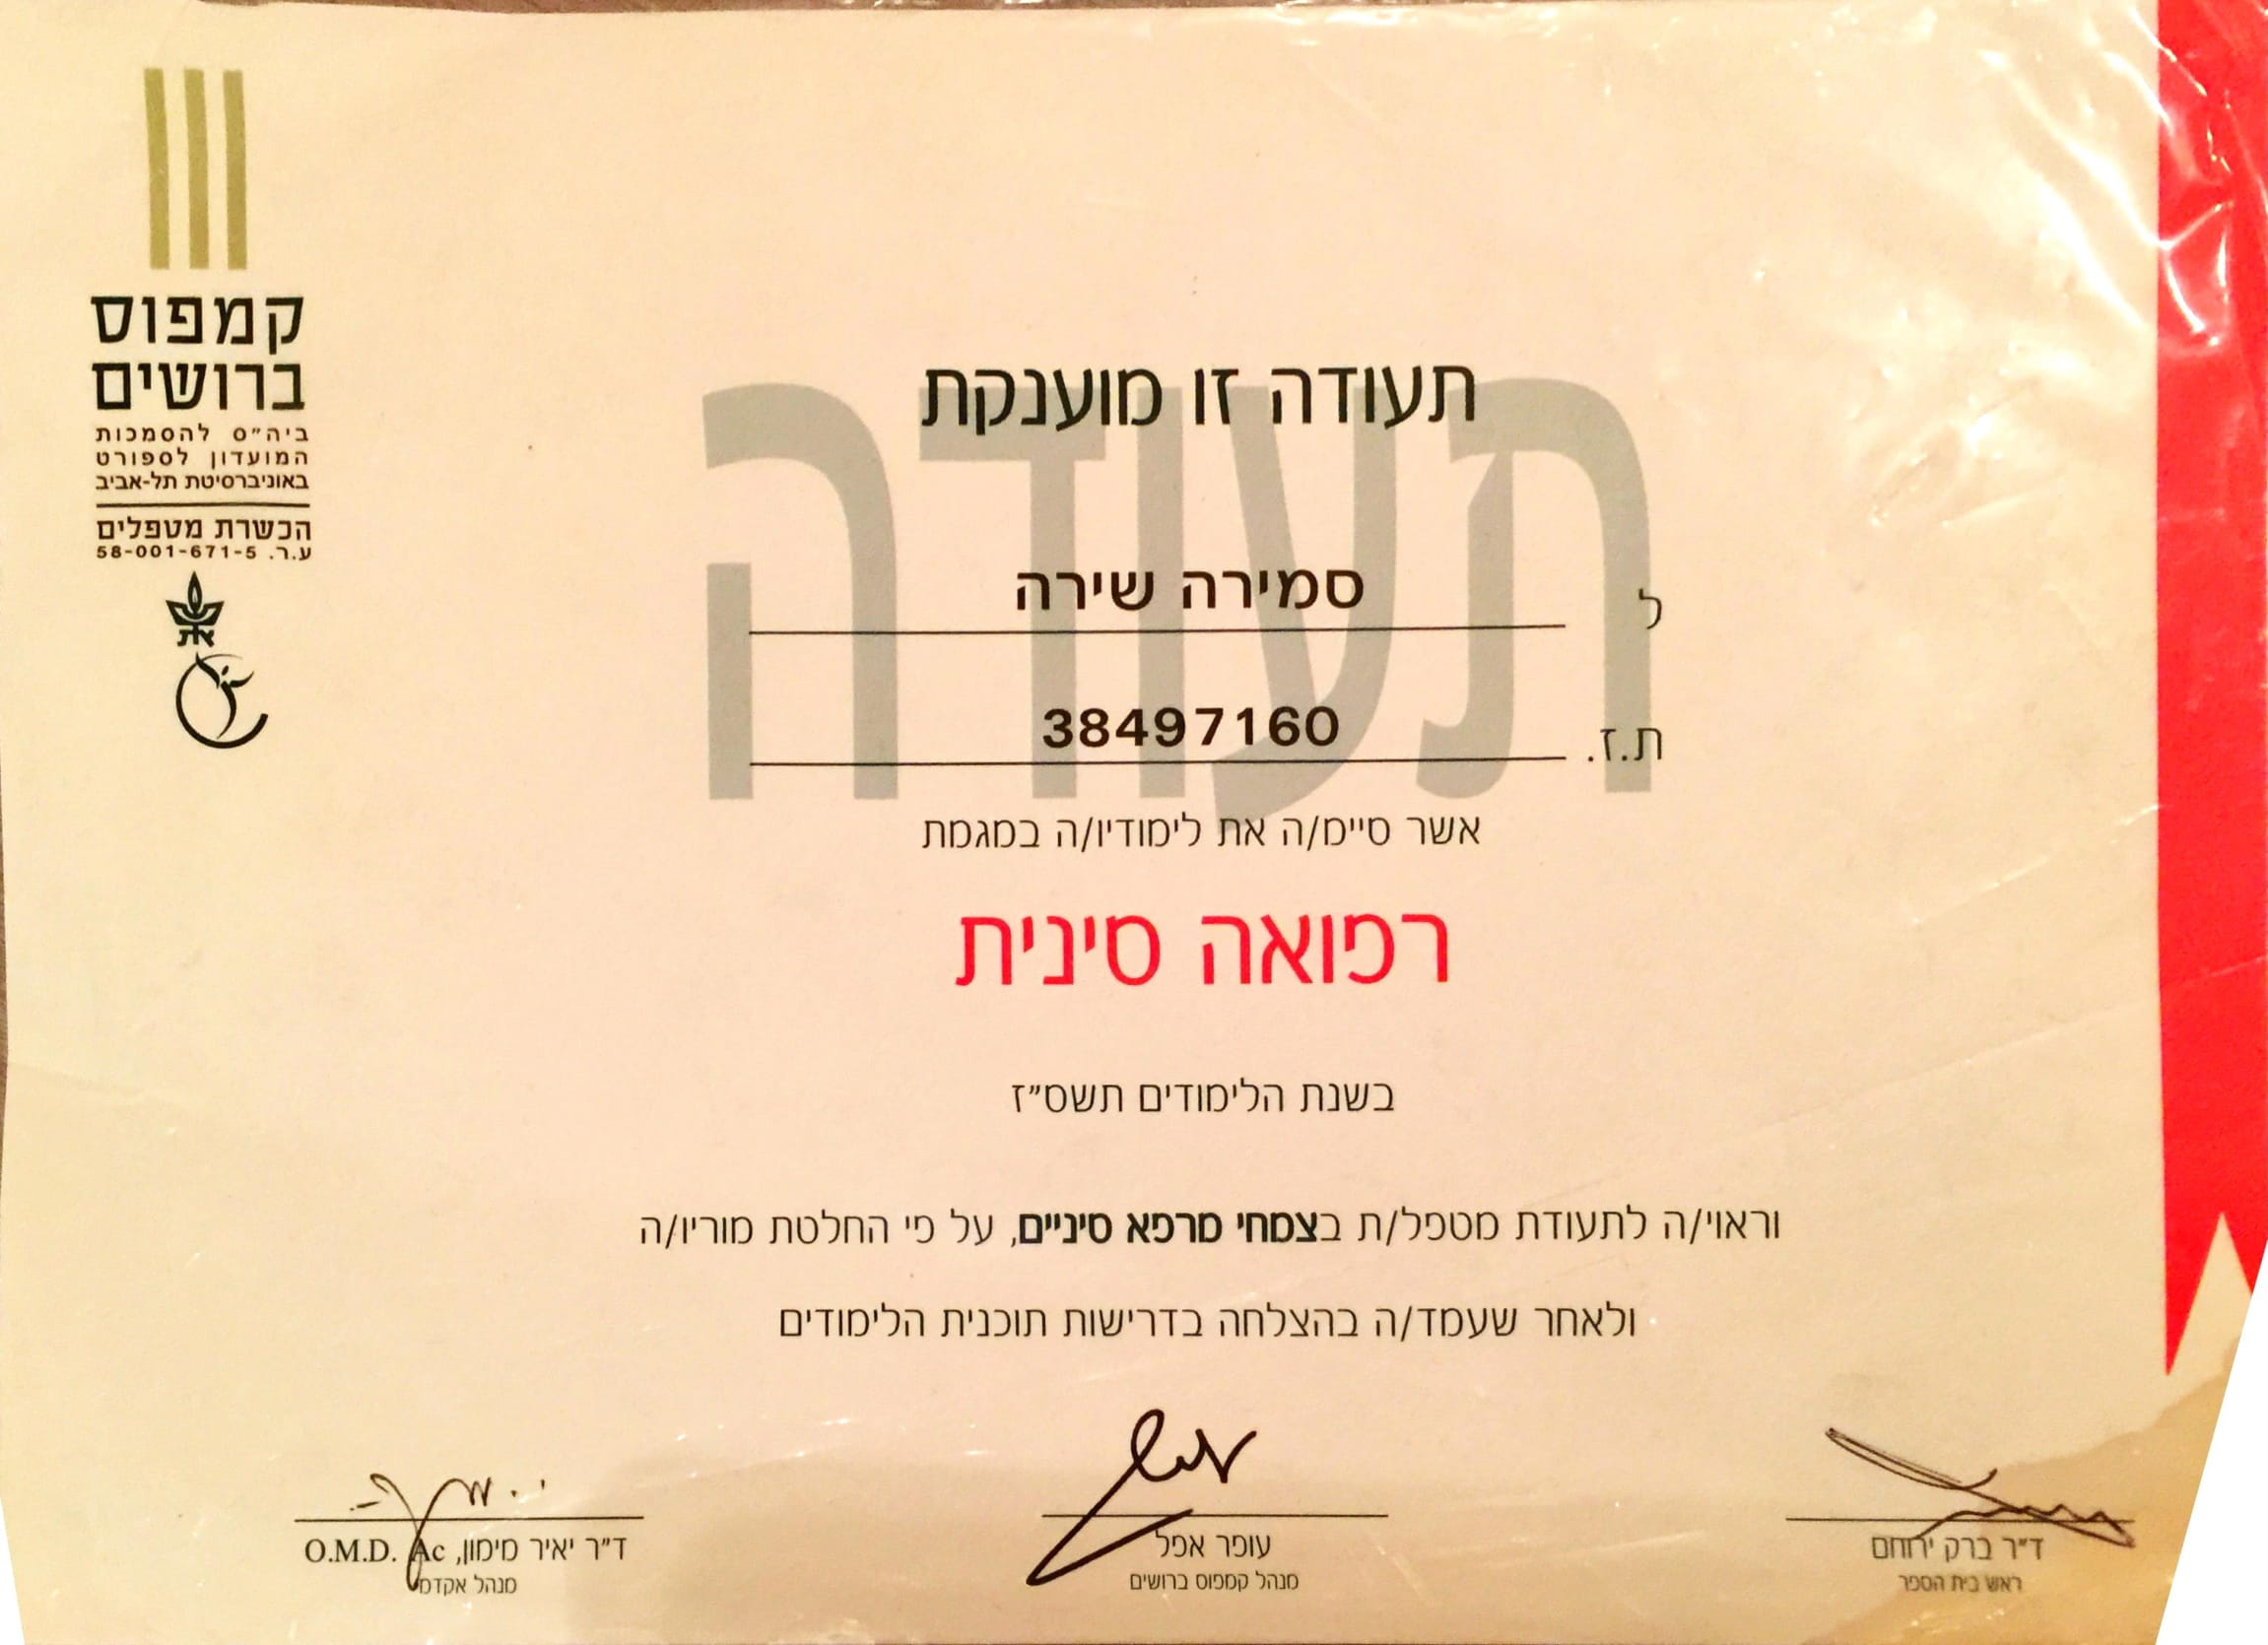 קמפוס
ברושים
ביה״ס להסמכות
המועדון לספורט
באוניברסיטת תל-אביב
הכשרת מטפלים
ע.ר. 58-001-671-5
תעודה
תעודה זו מוענקת
ל סמירה שירה
ת.ז. 38497160
אשר סיימ/ה את לימודיו/ה במגמת
רפואה סינית
בשנת הלימודים תשס״ז
וראוי/ה לתעודת מטפל/ת בצמחי מרפא סיניים, על פי החלטת מוריו/ה
ולאחר שעמד/ה בהצלחה בדרישות תוכנית הלימודים
ד״ר ברק ירוחם
ראש בית הספר
עופר אפל
מנהל קמפוס ברושים
ד״ר יאיר מימון, O.M.D. Ac
מנהל אקדמי